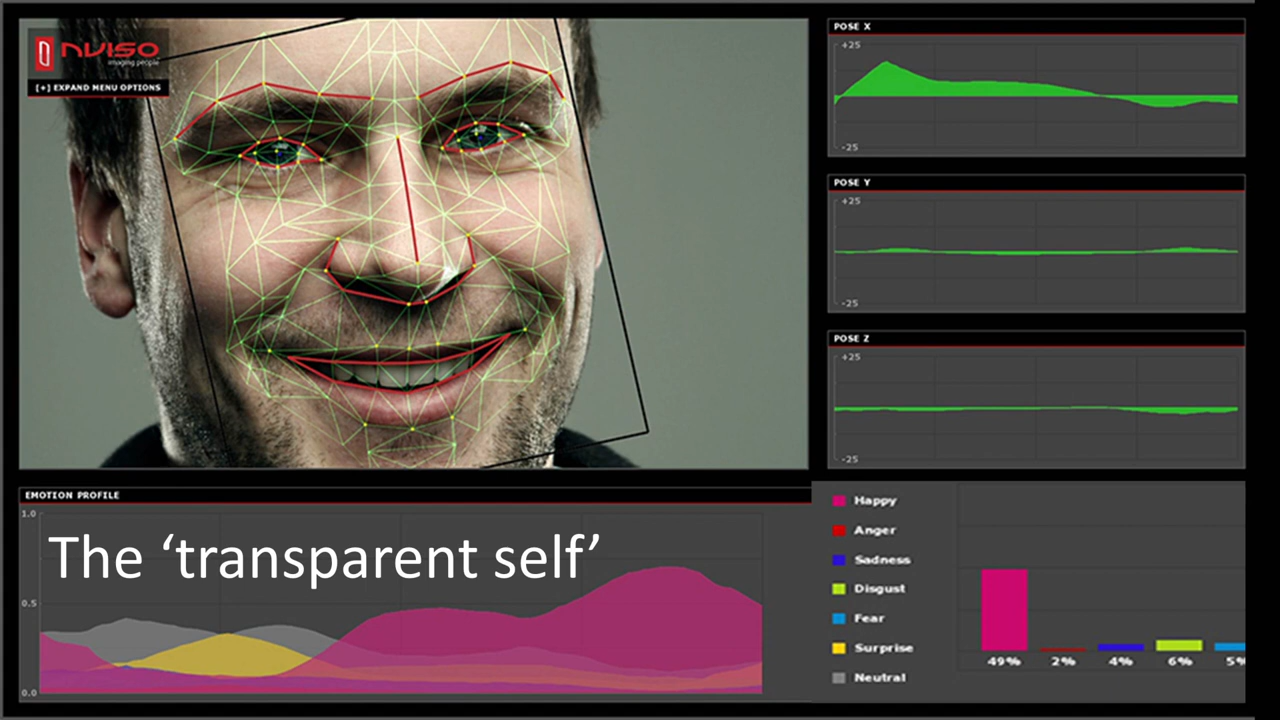 nviso
imaging people
[+] EXPAND MENU OPTIONS
POSE X
+25
-25
POSE Y
+25
-25
POSE Z
+25
-25
EMOTION PROFILE
1.0
0.5
0.0
The ‘transparent self’
Happy
Anger
Sadness
Disgust
Fear
Surprise
Neutral
49% 2% 4% 6% 5%